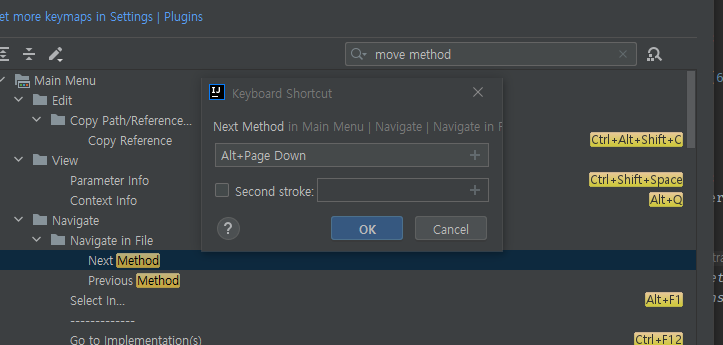 et more keymaps in Settings | Plugins
move method
Main Menu
Edit
Copy Path/Reference...
Copy Reference
Ctrl+Alt+Shift+C
View
Parameter Info
Ctrl+Shift+Space
Context Info
Alt+Q
Navigate
Navigate in File
Next Method
Previous Method
Select In...
Alt+F1
-------------
Go to Implementation(s)
Ctrl+F12
IJ
Keyboard Shortcut
Next Method in Main Menu | Navigate | Navigate in F
Alt+Page Down
Second stroke:
?
OK
Cancel